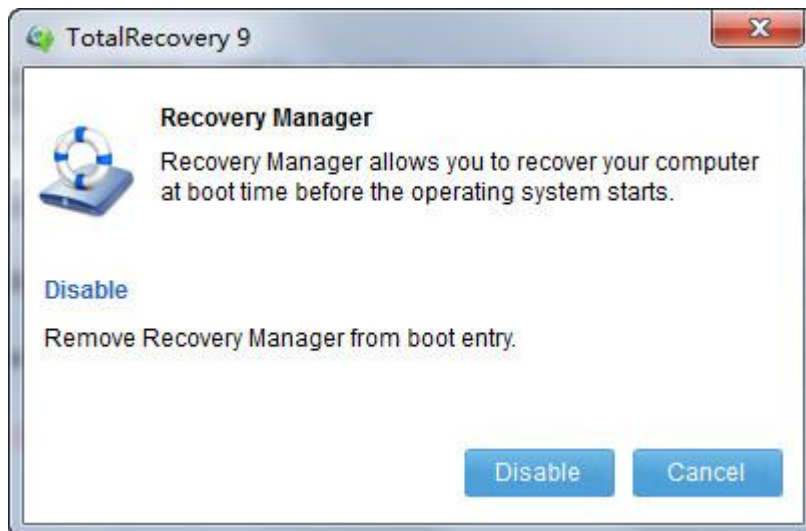 TotalRecovery 9
Recovery Manager
Recovery Manager allows you to recover your computer
at boot time before the operating system starts.
Disable
Remove Recovery Manager from boot entry.
Disable
Cancel